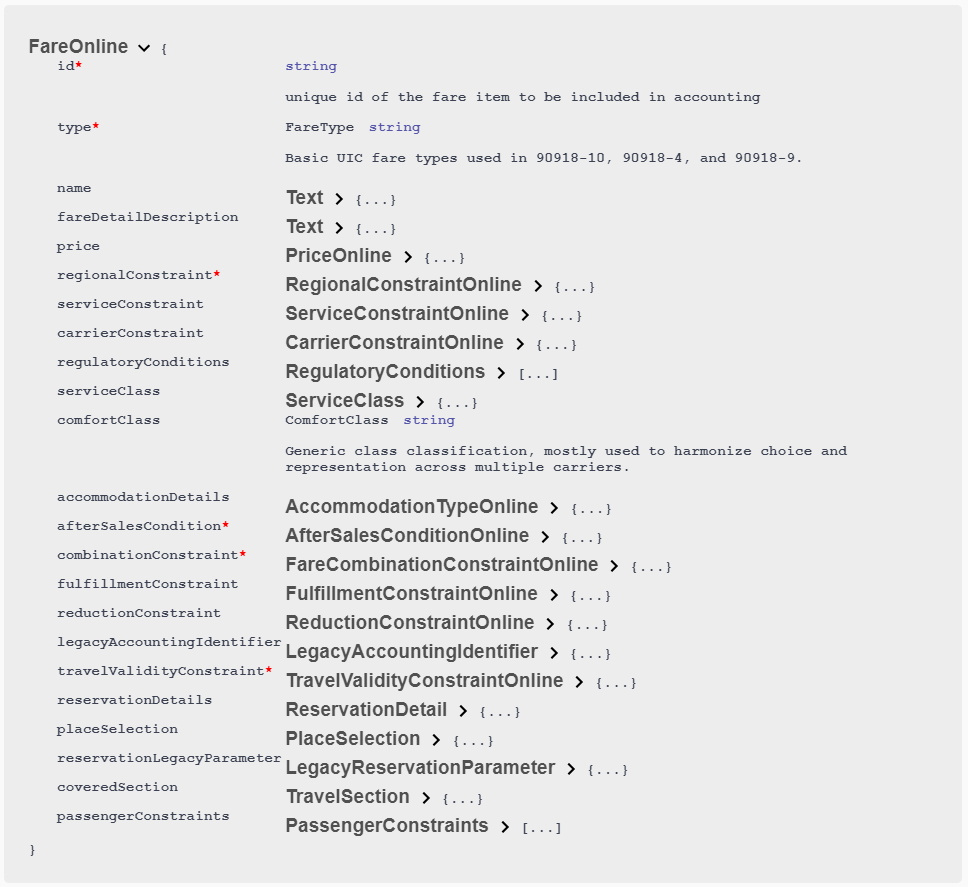 FareOnline {
id* string
unique id of the fare item to be included in accounting
type* FareType string
Basic UIC fare types used in 90918-10, 90918-4, and 90918-9.
name Text > {...}
fareDetailDescription Text > {...}
price PriceOnline > {...}
regionalConstraint* RegionalConstraintOnline > {...}
serviceConstraint ServiceConstraintOnline > {...}
carrierConstraint CarrierConstraintOnline > {...}
regulatoryConditions RegulatoryConditions > [...]
serviceClass ServiceClass > {...}
comfortClass ComfortClass string
Generic class classification, mostly used to harmonize choice and
representation across multiple carriers.
accommodationDetails AccommodationTypeOnline > {...}
afterSalesCondition* AfterSalesConditionOnline > {...}
combinationConstraint* FareCombinationConstraintOnline > {...}
fulfillmentConstraint FulfillmentConstraintOnline > {...}
reductionConstraint ReductionConstraintOnline > {...}
legacyAccountingIdentifier LegacyAccountingIdentifier > {...}
travelValidityConstraint* TravelValidityConstraintOnline > {...}
reservationDetails ReservationDetail > {...}
placeSelection PlaceSelection > {...}
reservationLegacyParameter LegacyReservationParameter > {...}
coveredSection TravelSection > {...}
passengerConstraints PassengerConstraints > [...]
}